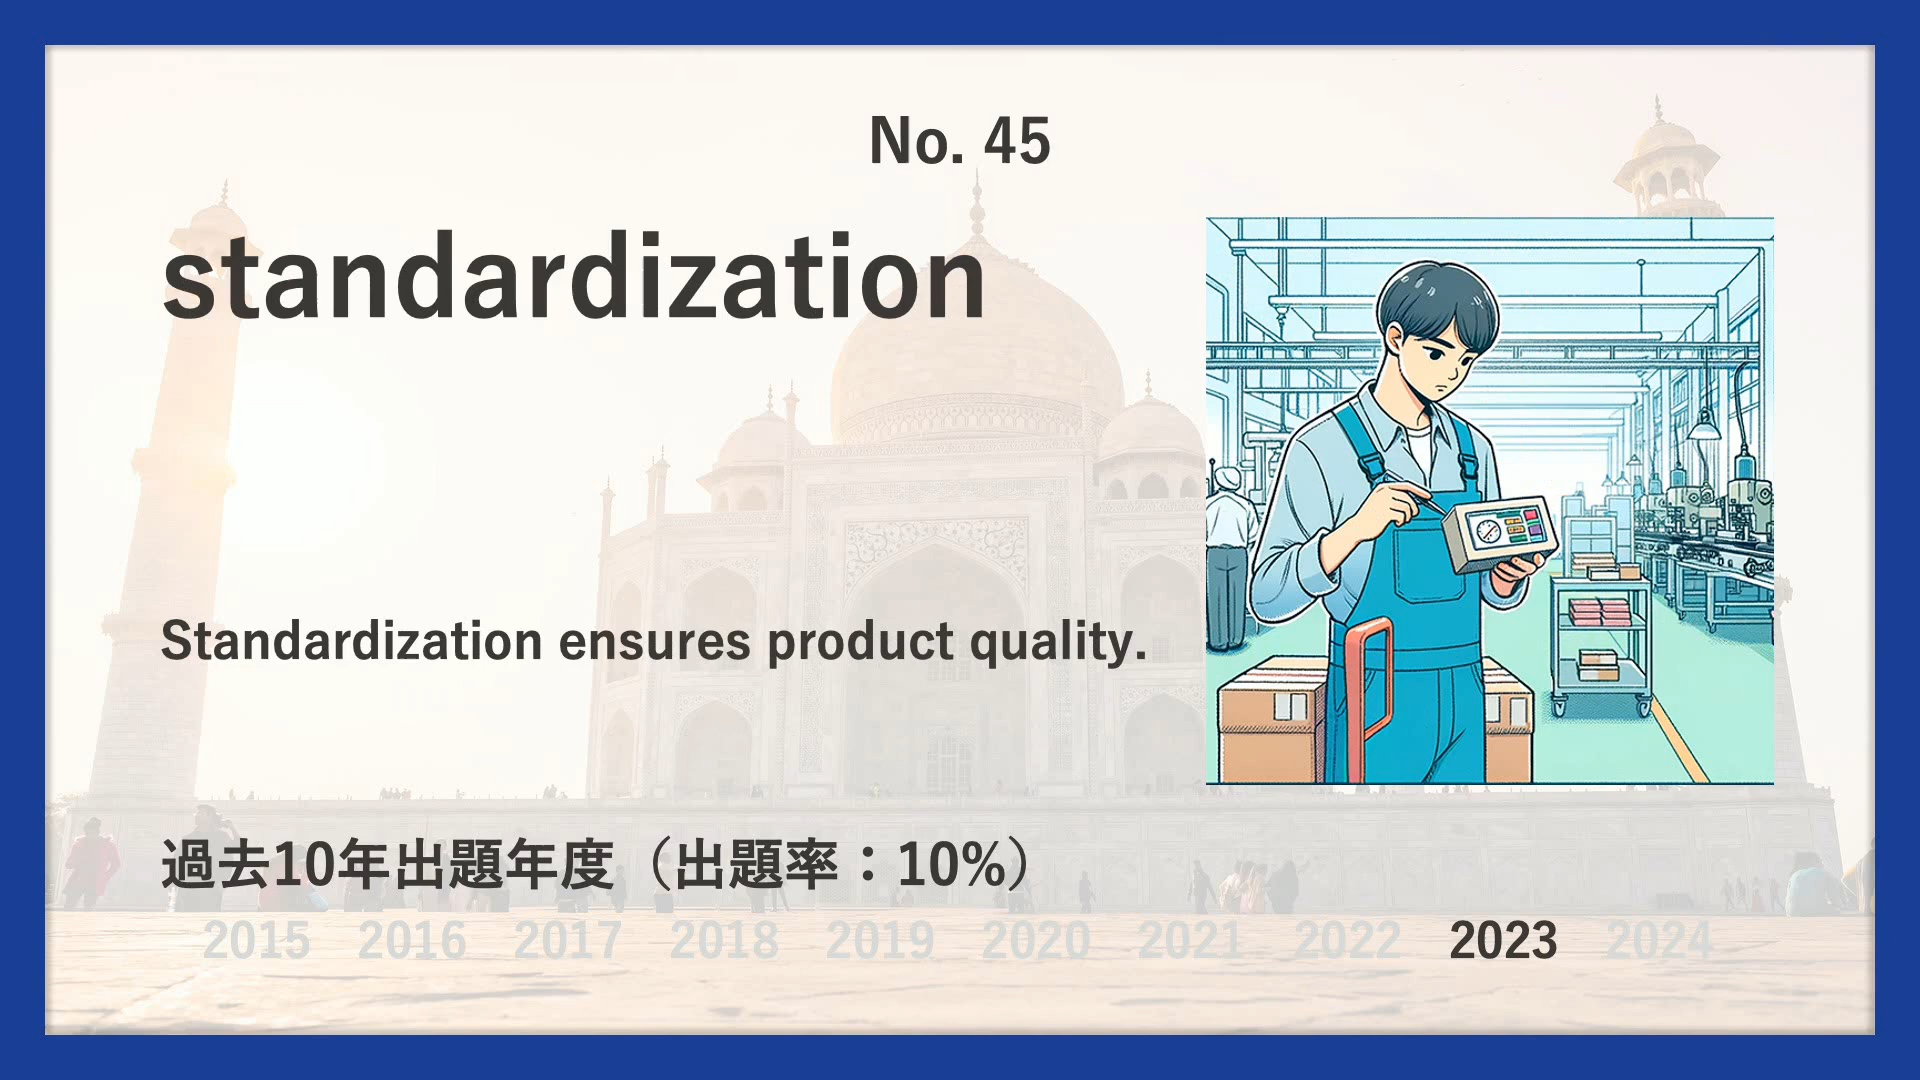 No. 45
standardization
Standardization ensures product quality.
過去10年出題年度（出題率：10%）
2015 2016 2017 2018 2019 2020 2021 2022 2023 2024